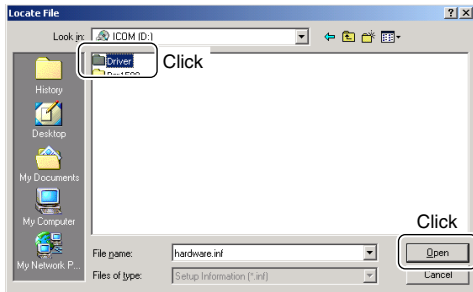 Locate File
Look in: ICOM (D:)
Driver
Click
History
Desktop
My Documents
My Computer
My Network P...
Click
File name: hardware.inf Open
Files of type: Setup Information (*.inf) Cancel